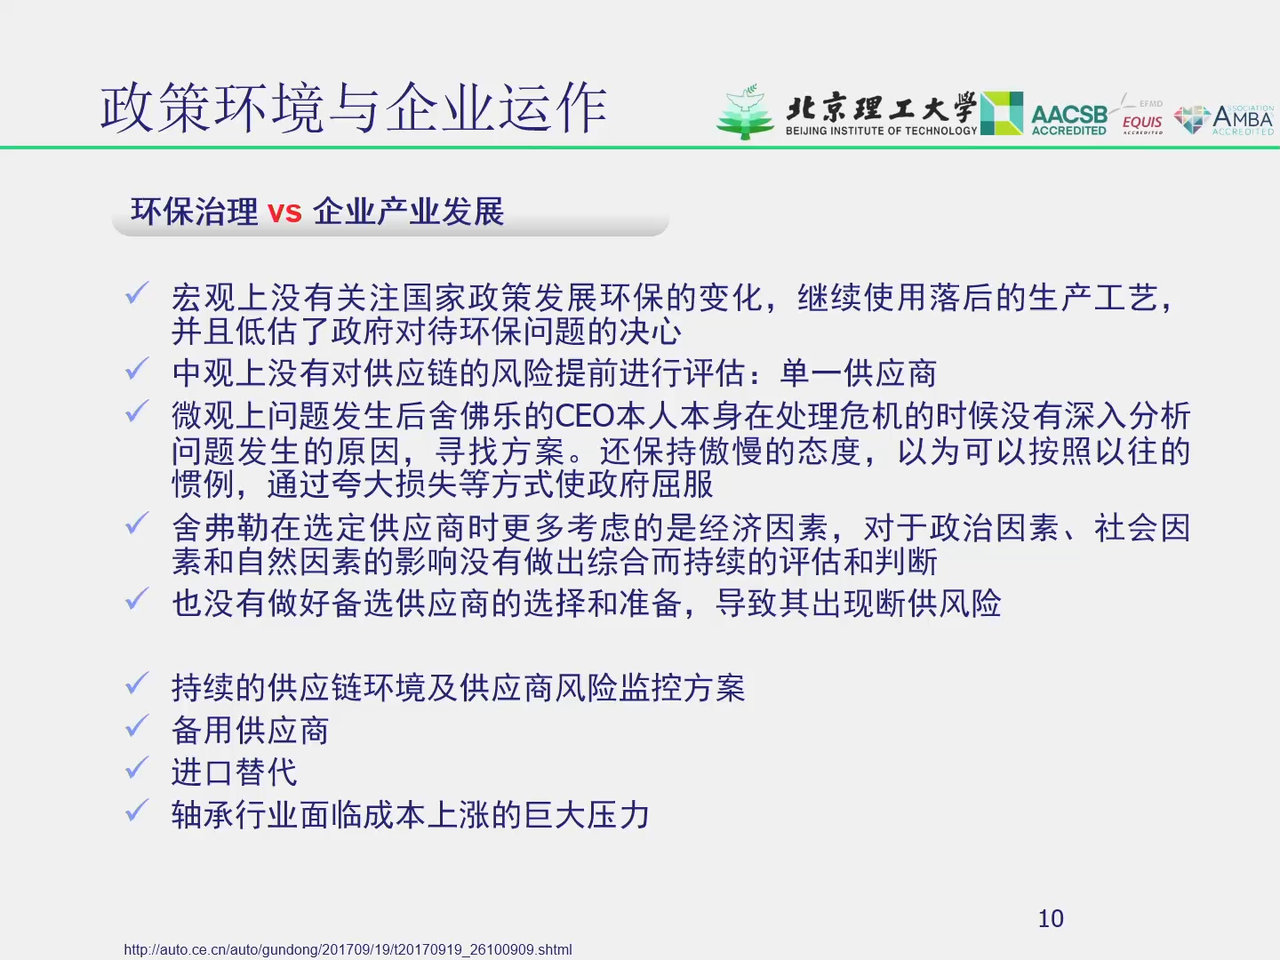 政策环境与企业运作
北京理工大学
BEIJING INSTITUTE OF TECHNOLOGY
AACSB
ACCREDITED
EFMD
EQUIS
ACCREDITED
ASSOCIATION
AMBA
ACCREDITED
环保治理 vs 企业产业发展
宏观上没有关注国家政策发展环保的变化，继续使用落后的生产工艺，
并且低估了政府对待环保问题的决心
中观上没有对供应链的风险提前进行评估：单一供应商
微观上问题发生后舍佛乐的CEO本人本身在处理危机的时候没有深入分析
问题发生的原因，寻找方案。还保持傲慢的态度，以为可以按照以往的
惯例，通过夸大损失等方式使政府屈服
舍弗勒在选定供应商时更多考虑的是经济因素，对于政治因素、社会因
素和自然因素的影响没有做出综合而持续的评估和判断
也没有做好备选供应商的选择和准备，导致其出现断供风险
持续的供应链环境及供应商风险监控方案
备用供应商
进口替代
轴承行业面临成本上涨的巨大压力
10
http://auto.ce.cn/auto/gundong/201709/19/t20170919_26100909.shtml